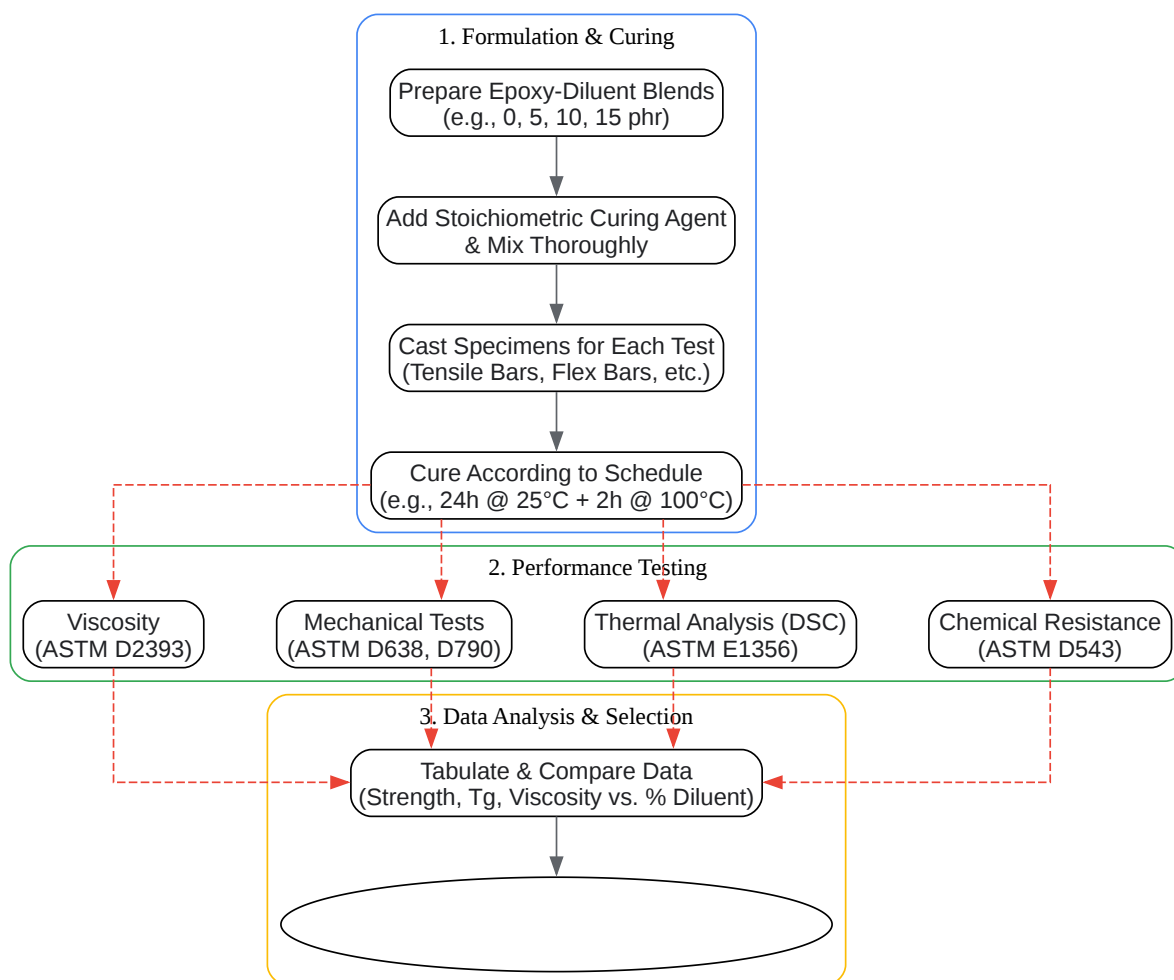 1. Formulation & Curing
Prepare Epoxy-Diluent Blends
(e.g., 0, 5, 10, 15 phr)
Add Stoichiometric Curing Agent
& Mix Thoroughly
Cast Specimens for Each Test
(Tensile Bars, Flex Bars, etc.)
Cure According to Schedule
(e.g., 24h @ 25°C + 2h @ 100°C)
2. Performance Testing
Viscosity
(ASTM D2393)
Mechanical Tests
(ASTM D638, D790)
Thermal Analysis (DSC)
(ASTM E1356)
Chemical Resistance
(ASTM D543)
3. Data Analysis & Selection
Tabulate & Compare Data
(Strength, Tg, Viscosity vs. % Diluent)